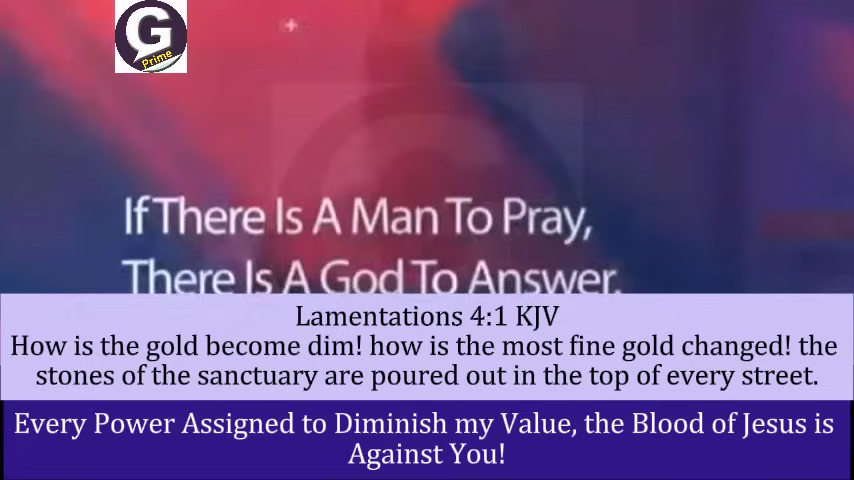 G
Prime
If There Is A Man To Pray,
There Is A God To Answer.
Lamentations 4:1 KJV
How is the gold become dim! how is the most fine gold changed! the
stones of the sanctuary are poured out in the top of every street.
Every Power Assigned to Diminish my Value, the Blood of Jesus is
Against You!